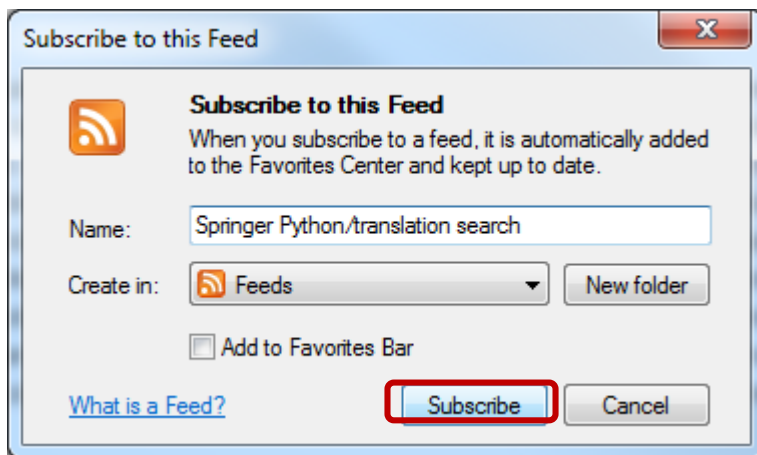 Subscribe to this Feed
Subscribe to this Feed
When you subscribe to a feed, it is automatically added
to the Favorites Center and kept up to date.
Name: Springer Python/translation search
Create in: Feeds New folder
Add to Favorites Bar
What is a Feed? Subscribe Cancel